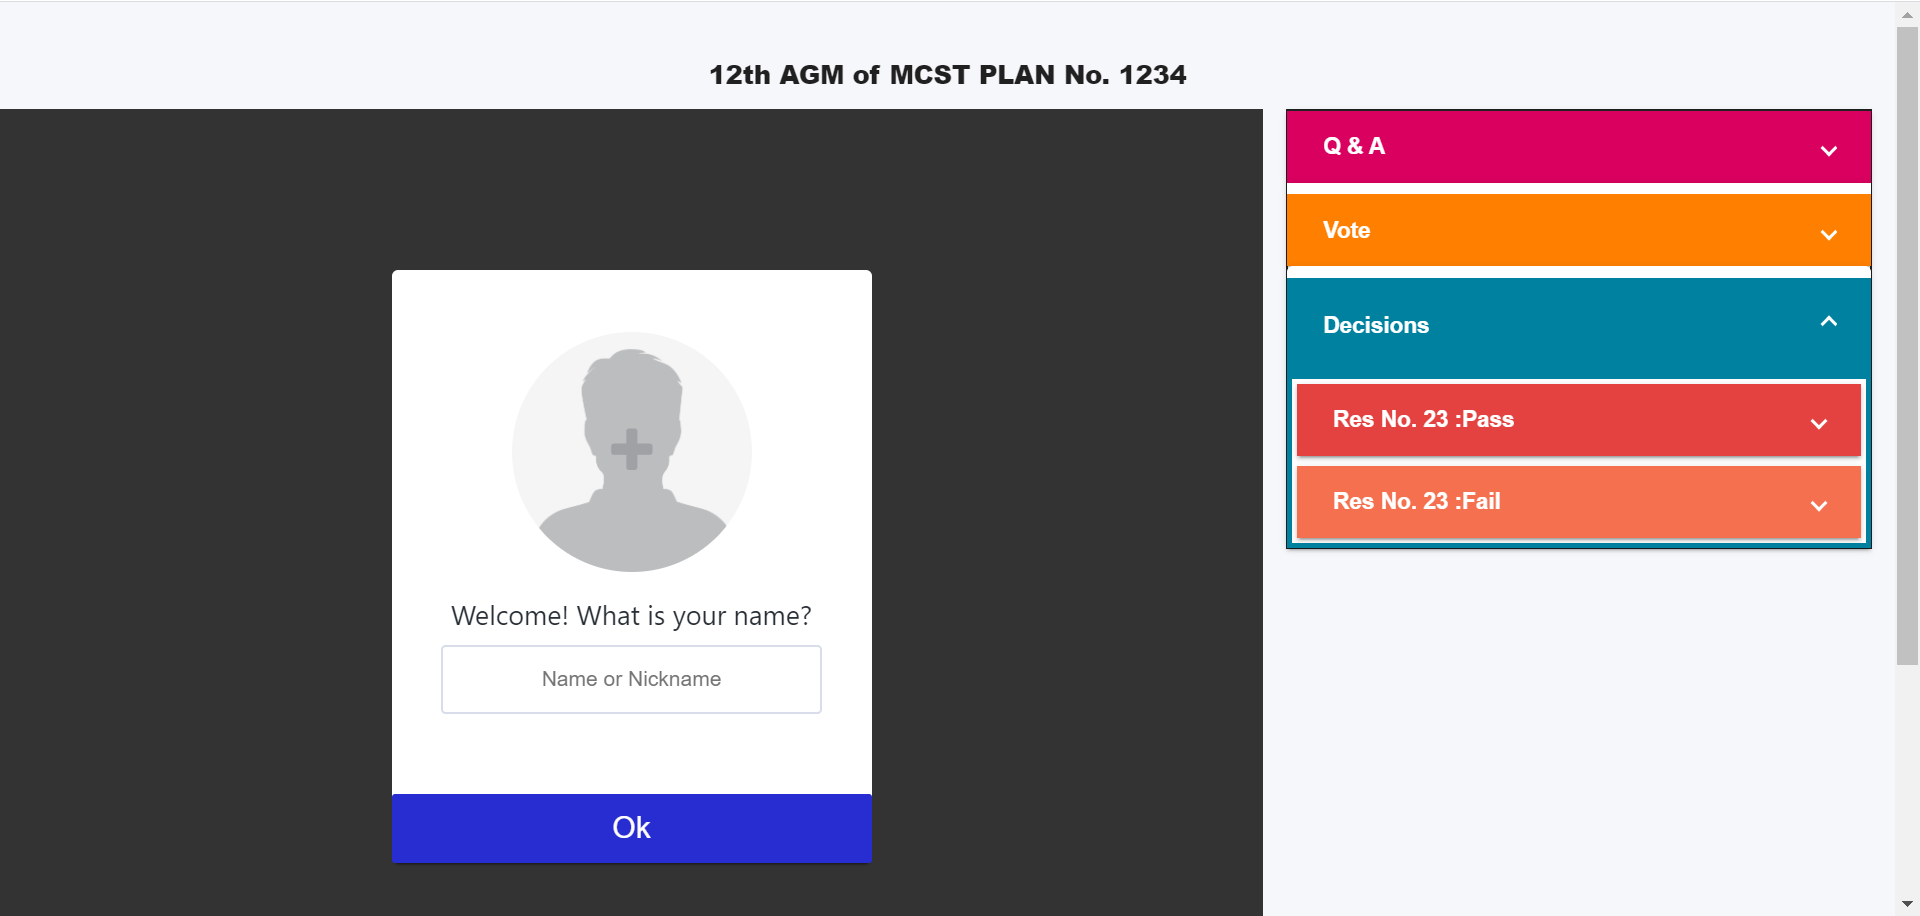 12th AGM of MCST PLAN No. 1234
Welcome! What is your name?
Name or Nickname
Ok
Q & A
Vote
Decisions
Res No. 23 :Pass
Res No. 23 :Fail